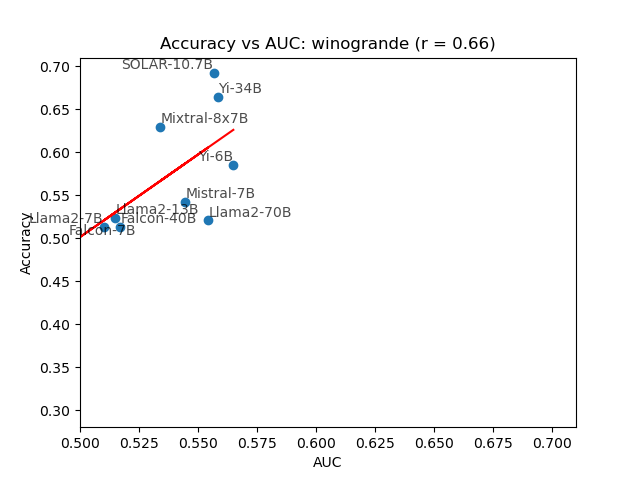 Accuracy vs AUC: winogrande (r = 0.66)
SOLAR-10.7B
Yi-34B
Mixtral-8x7B
Yi-6B
Mistral-7B
Llama2-13B
Llama2-70B
Llama2-7B
Falcon-40B
Falcon-7B
Accuracy
0.70
0.65
0.60
0.55
0.50
0.45
0.40
0.35
0.30
0.500 0.525 0.550 0.575 0.600 0.625 0.650 0.675 0.700
AUC